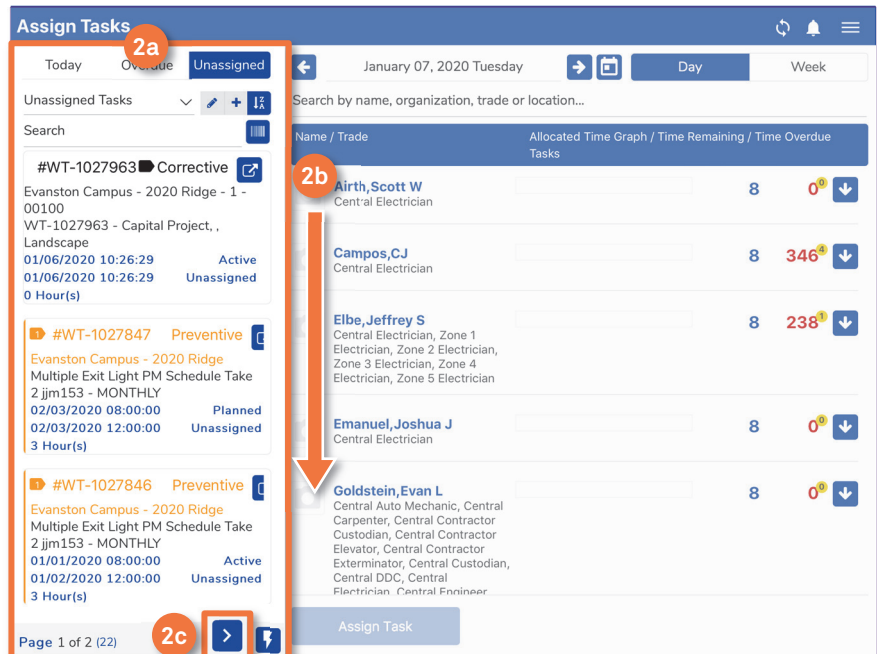 Assign Tasks
2a
Today Overdue Unassigned
Unassigned Tasks
Search
#WT-1027963 Corrective
Evanston Campus - 2020 Ridge - 1 -
00100
WT-1027963 - Capital Project, ,
Landscape
01/06/2020 10:26:29 Active
01/06/2020 10:26:29 Unassigned
0 Hour(s)
1 #WT-1027847 Preventive
Evanston Campus - 2020 Ridge
Multiple Exit Light PM Schedule Take
2 jjm153 - MONTHLY
02/03/2020 08:00:00 Planned
02/03/2020 12:00:00 Unassigned
3 Hour(s)
1 #WT-1027846 Preventive
Evanston Campus - 2020 Ridge
Multiple Exit Light PM Schedule Take
2 jjm153 - MONTHLY
01/01/2020 08:00:00 Active
01/02/2020 12:00:00 Unassigned
3 Hour(s)
Page 1 of 2 (22)
2c
January 07, 2020 Tuesday Day Week
Search by name, organization, trade or location...
Name / Trade Allocated Time Graph / Time Remaining / Time Overdue
Tasks
2b
Airth,Scott W 8 0 0
Central Electrician
Campos,CJ 8 346 4
Central Electrician
Elbe,Jeffrey S 8 238 1
Central Electrician, Zone 1
Electrician, Zone 2 Electrician,
Zone 3 Electrician, Zone 4
Electrician, Zone 5 Electrician
Emanuel,Joshua J 8 0 0
Central Electrician
Goldstein,Evan L 8 0 0
Central Auto Mechanic, Central
Carpenter, Central Contractor
Custodian, Central Contractor
Elevator, Central Contractor
Exterminator, Central Custodian,
Central DDC, Central
Electrician, Central Engineer
Assign Task